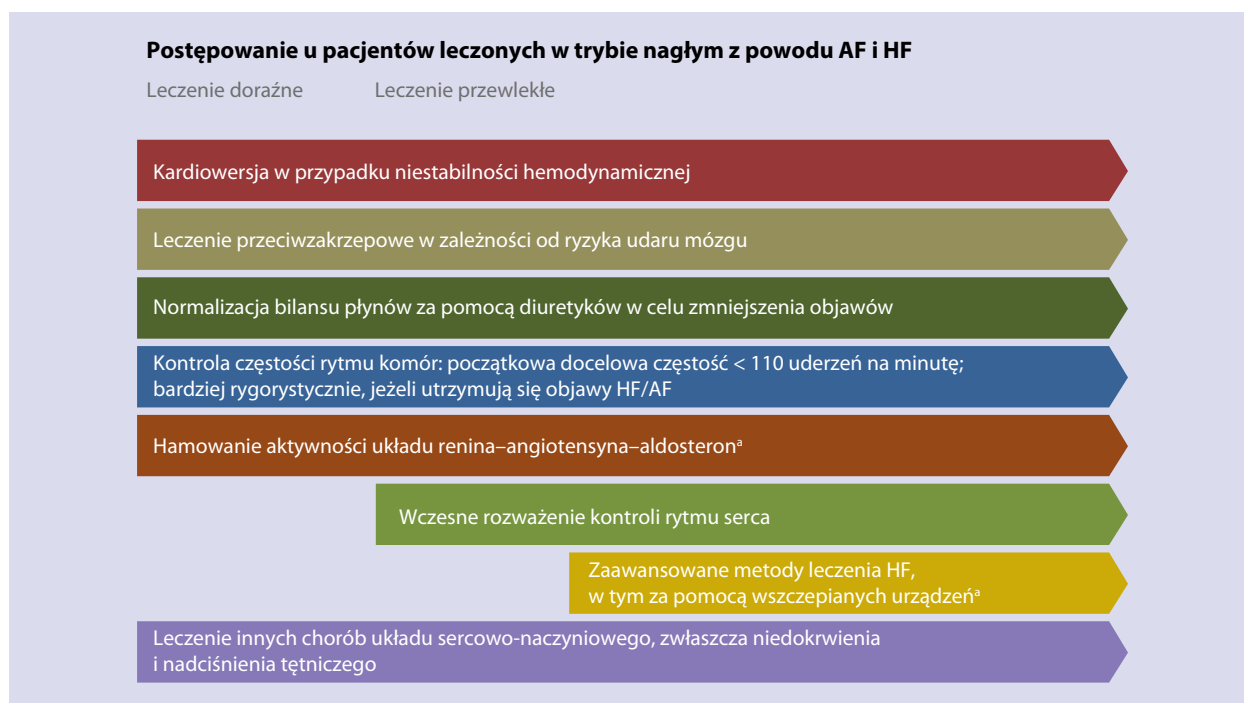 Postępowanie u pacjentów leczonych w trybie nagłym z powodu AF i HF
Leczenie doraźne Leczenie przewlekłe
Kardiowersja w przypadku niestabilności hemodynamicznej
Leczenie przeciwzakrzepowe w zależności od ryzyka udaru mózgu
Normalizacja bilansu płynów za pomocą diuretyków w celu zmniejszenia objawów
Kontrola częstości rytmu komór: początkowa docelowa częstość < 110 uderzeń na minutę;
bardziej rygorystycznie, jeżeli utrzymują się objawy HF/AF
Hamowanie aktywności układu renina–angiotensyna–aldosteronᵃ
Wczesne rozważenie kontroli rytmu serca
Zaawansowane metody leczenia HF,
w tym za pomocą wszczepianych urządzeńᵃ
Leczenie innych chorób układu sercowo-naczyniowego, zwłaszcza niedokrwienia
i nadciśnienia tętniczego